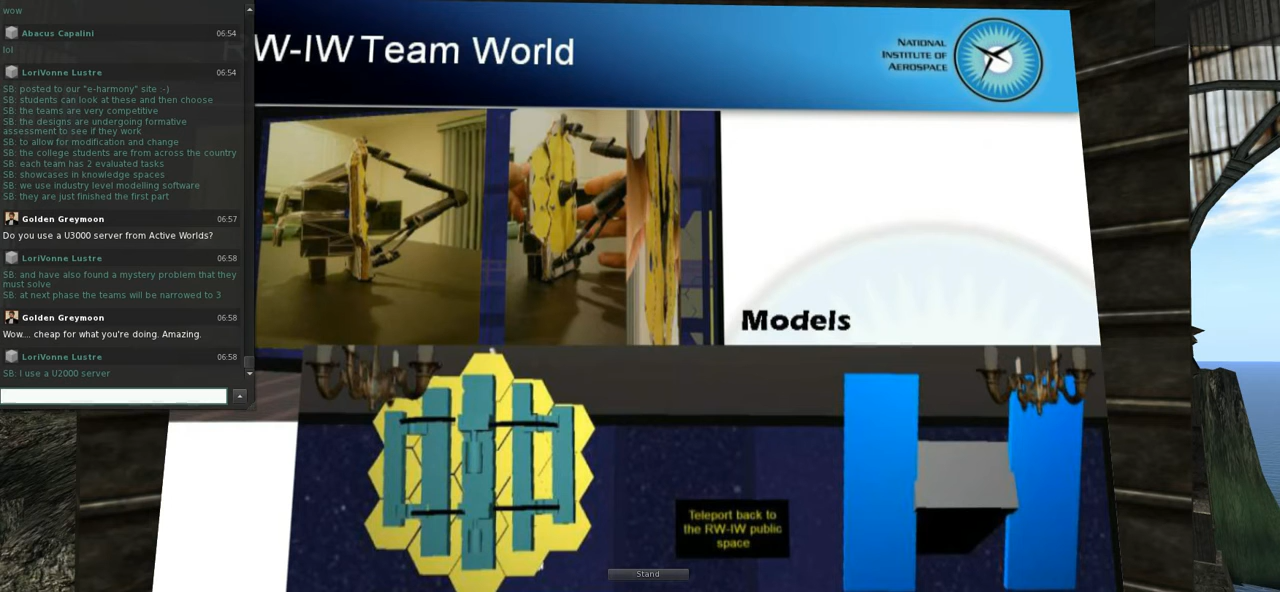 wow
Abacus Capalini 06:54
lol
LoriVonne Lustre 06:54
SB: posted to our "e-harmony" site :-)
SB: students can look at these and then choose
SB: the teams are very competitive
SB: the designs are undergoing formative
assessment to see if they work
SB: to allow for modification and change
SB: the college students are from across the country
SB: each team has 2 evaluated tasks
SB: showcases in knowledge spaces
SB: we use industry level modelling software
SB: they are just finished the first part
Golden Greymoon 06:57
Do you use a U3000 server from Active Worlds?
LoriVonne Lustre 06:58
SB: and have also found a mystery problem that they
must solve
SB: at next phase the teams will be narrowed to 3
Golden Greymoon 06:58
Wow.... cheap for what you're doing. Amazing.
LoriVonne Lustre 06:58
SB: I use a U2000 server
RW-IW Team World
NATIONAL
INSTITUTE OF
AEROSPACE
Models
Teleport back to
the RW-IW public
space
Stand